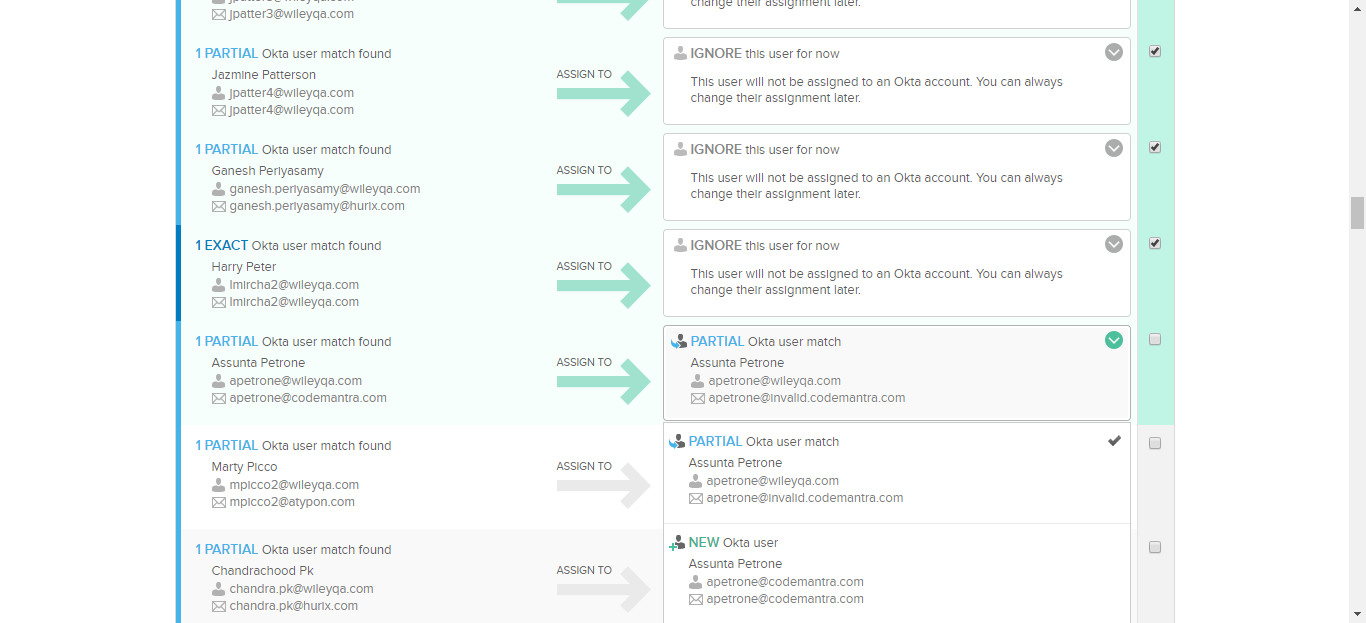 jpatter3@wileyqa.com
change their assignment later.
1 PARTIAL Okta user match found
Jazmine Patterson
jpatter4@wileyqa.com
jpatter4@wileyqa.com
ASSIGN TO
IGNORE this user for now
This user will not be assigned to an Okta account. You can always
change their assignment later.
1 PARTIAL Okta user match found
Ganesh Periyasamy
ganesh.periyasamy@wileyqa.com
ganesh.periyasamy@hurix.com
ASSIGN TO
IGNORE this user for now
This user will not be assigned to an Okta account. You can always
change their assignment later.
1 EXACT Okta user match found
Harry Peter
lmircha2@wileyqa.com
lmircha2@wileyqa.com
ASSIGN TO
IGNORE this user for now
This user will not be assigned to an Okta account. You can always
change their assignment later.
1 PARTIAL Okta user match found
Assunta Petrone
apetrone@wileyqa.com
apetrone@codemantra.com
ASSIGN TO
PARTIAL Okta user match
Assunta Petrone
apetrone@wileyqa.com
apetrone@invalid.codemantra.com
1 PARTIAL Okta user match found
Marty Picco
mpicco2@wileyqa.com
mpicco2@atypon.com
ASSIGN TO
PARTIAL Okta user match
Assunta Petrone
apetrone@wileyqa.com
apetrone@invalid.codemantra.com
1 PARTIAL Okta user match found
Chandrachood Pk
chandra.pk@wileyqa.com
chandra.pk@hurix.com
ASSIGN TO
NEW Okta user
Assunta Petrone
apetrone@codemantra.com
apetrone@codemantra.com